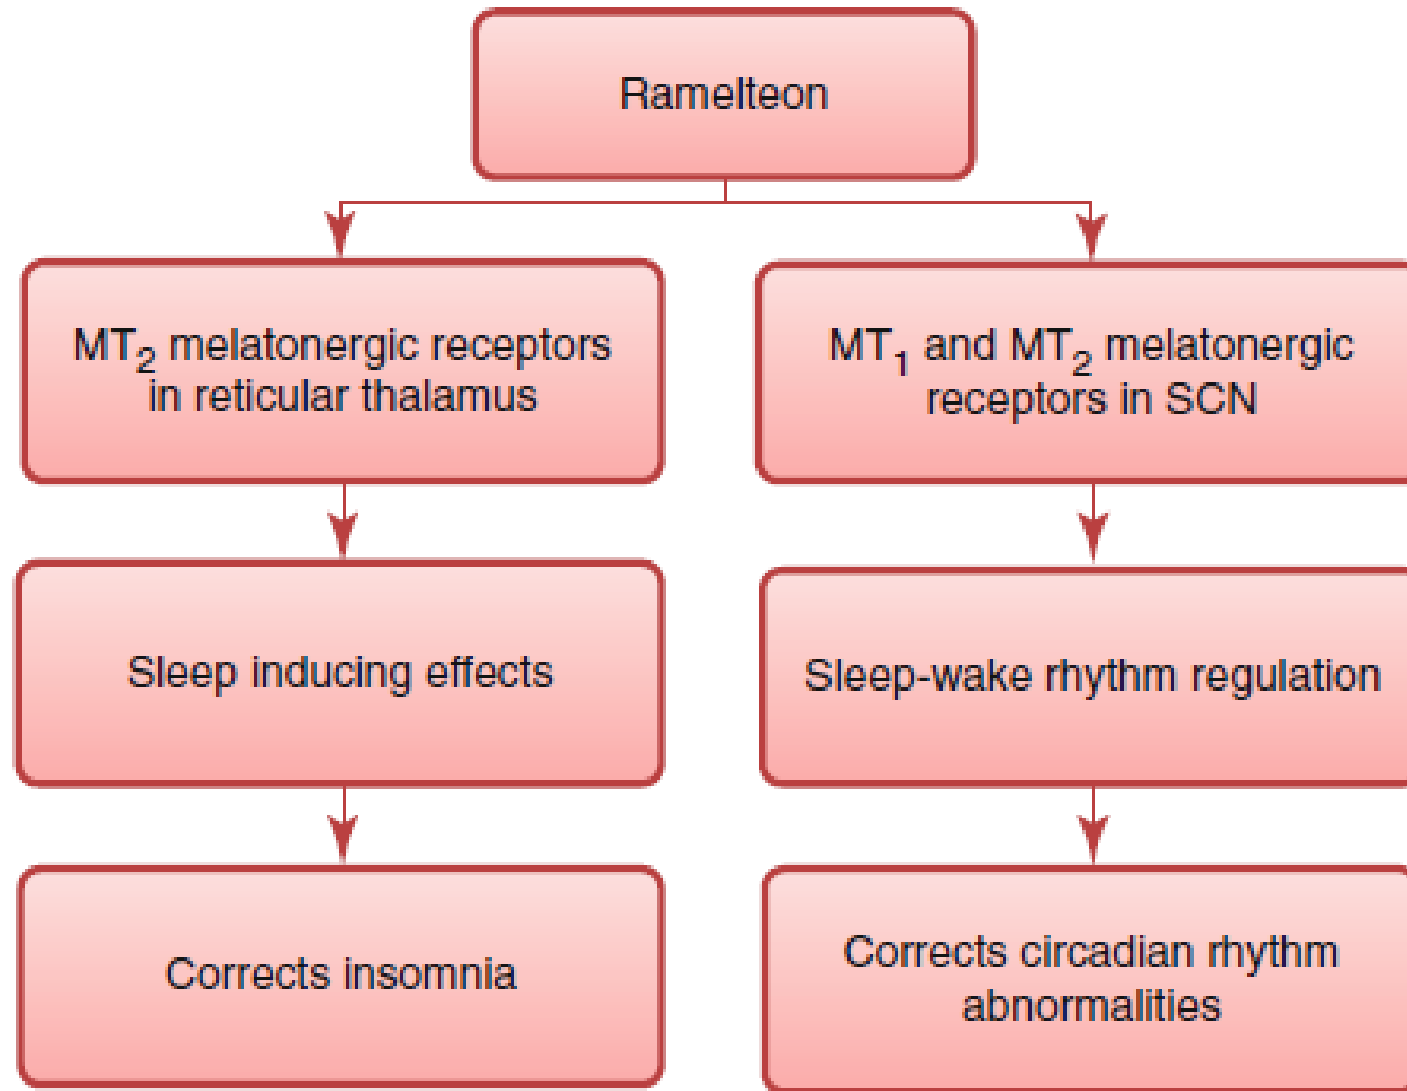 Ramelteon
MT₂ melatonergic receptors
in reticular thalamus
MT₁ and MT₂ melatonergic
receptors in SCN
Sleep inducing effects
Sleep-wake rhythm regulation
Corrects insomnia
Corrects circadian rhythm
abnormalities